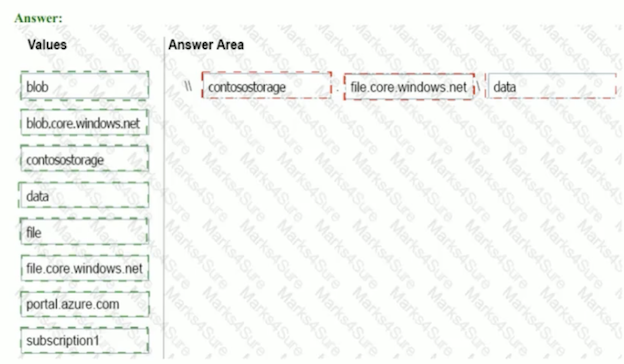 Answer:
Values Answer Area
blob \\ contosostorage . file.core.windows.net \ data
blob.core.windows.net
contosostorage
data
file
file.core.windows.net
portal.azure.com
subscription1
Marks4Sure